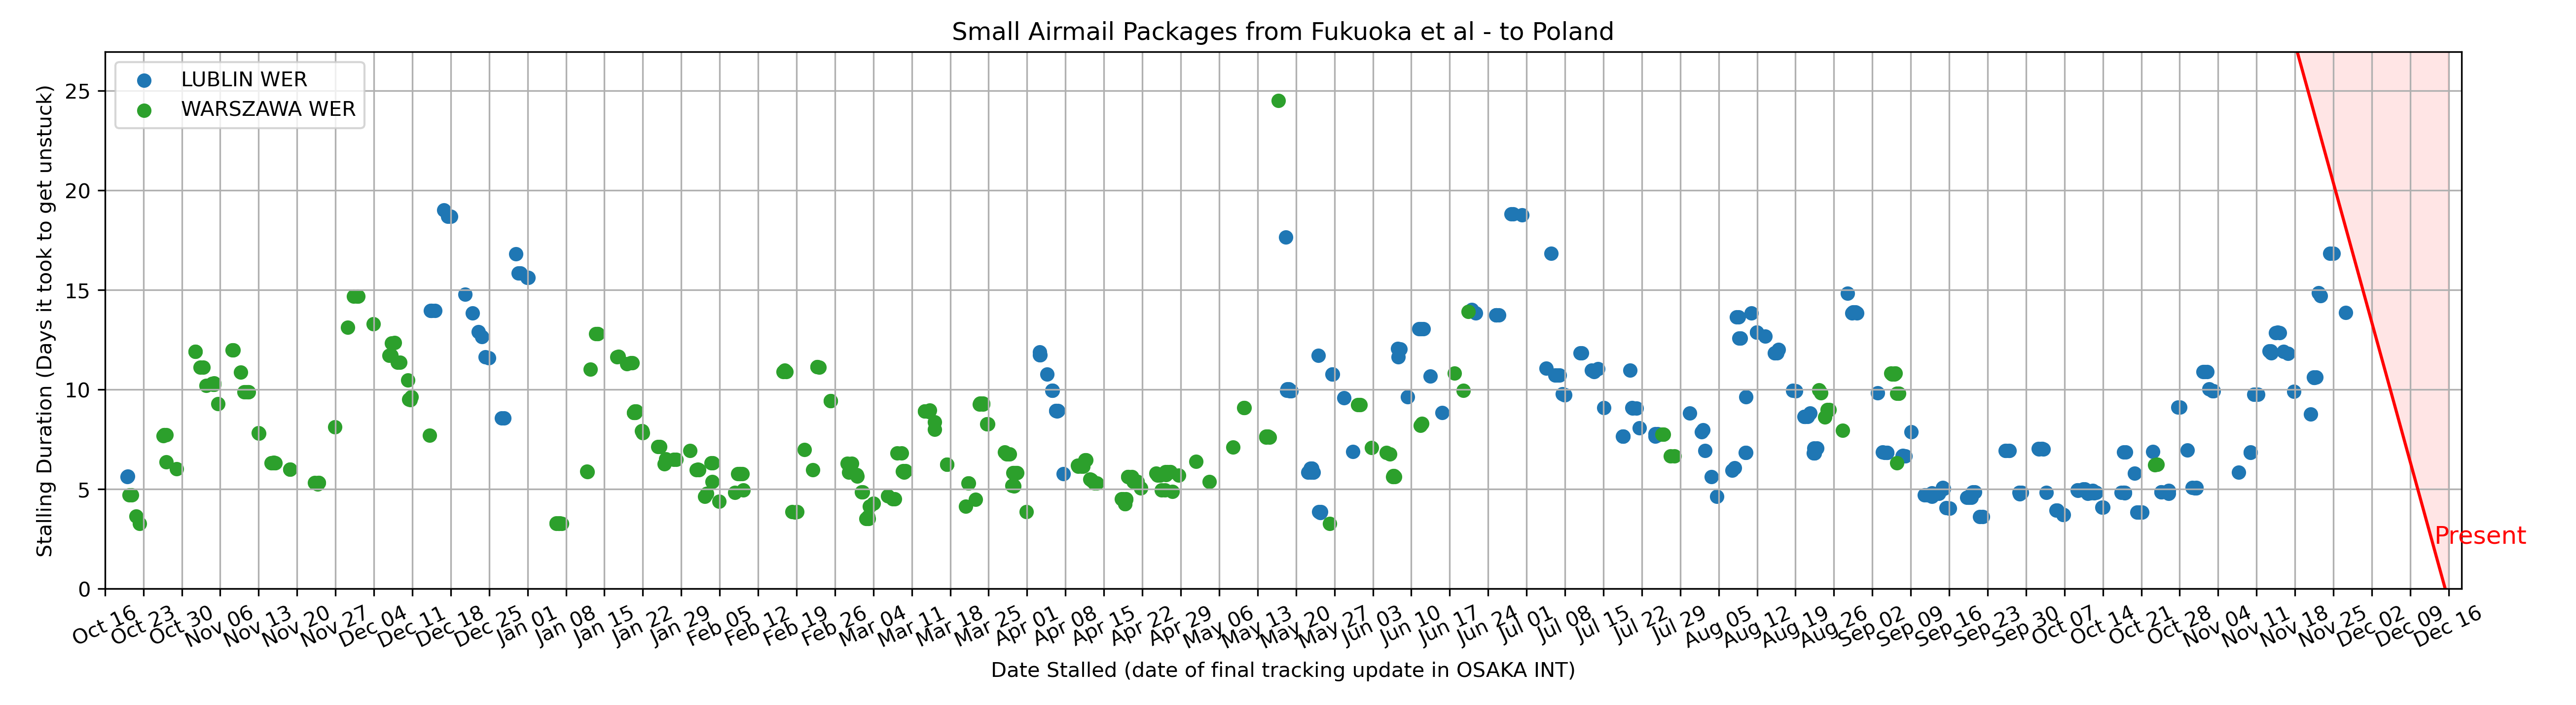 Small Airmail Packages from Fukuoka et al - to Poland
LUBLIN WER
WARSZAWA WER
Stalling Duration (Days it took to get unstuck)
25
20
15
10
5
0
Present
Oct 16 Oct 23 Oct 30 Nov 06 Nov 13 Nov 20 Nov 27 Dec 04 Dec 11 Dec 18 Dec 25 Jan 01 Jan 08 Jan 15 Jan 22 Jan 29 Feb 05 Feb 12 Feb 19 Feb 26 Mar 04 Mar 11 Mar 18 Mar 25 Apr 01 Apr 08 Apr 15 Apr 22 Apr 29 May 06 May 13 May 20 May 27 Jun 03 Jun 10 Jun 17 Jun 24 Jul 01 Jul 08 Jul 15 Jul 22 Jul 29 Aug 05 Aug 12 Aug 19 Aug 26 Sep 02 Sep 09 Sep 16 Sep 23 Sep 30 Oct 07 Oct 14 Oct 21 Oct 28 Nov 04 Nov 11 Nov 18 Nov 25 Dec 02 Dec 09 Dec 16
Date Stalled (date of final tracking update in OSAKA INT)